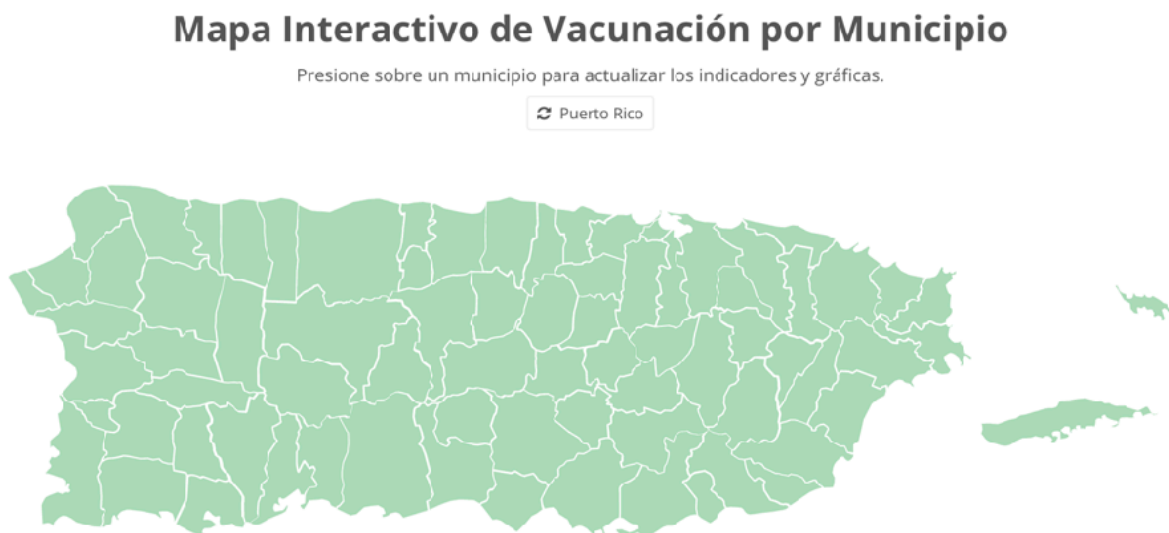 Mapa Interactivo de Vacunación por Municipio
Presione sobre un municipio para actualizar los indicadores y gráficas.
Puerto Rico